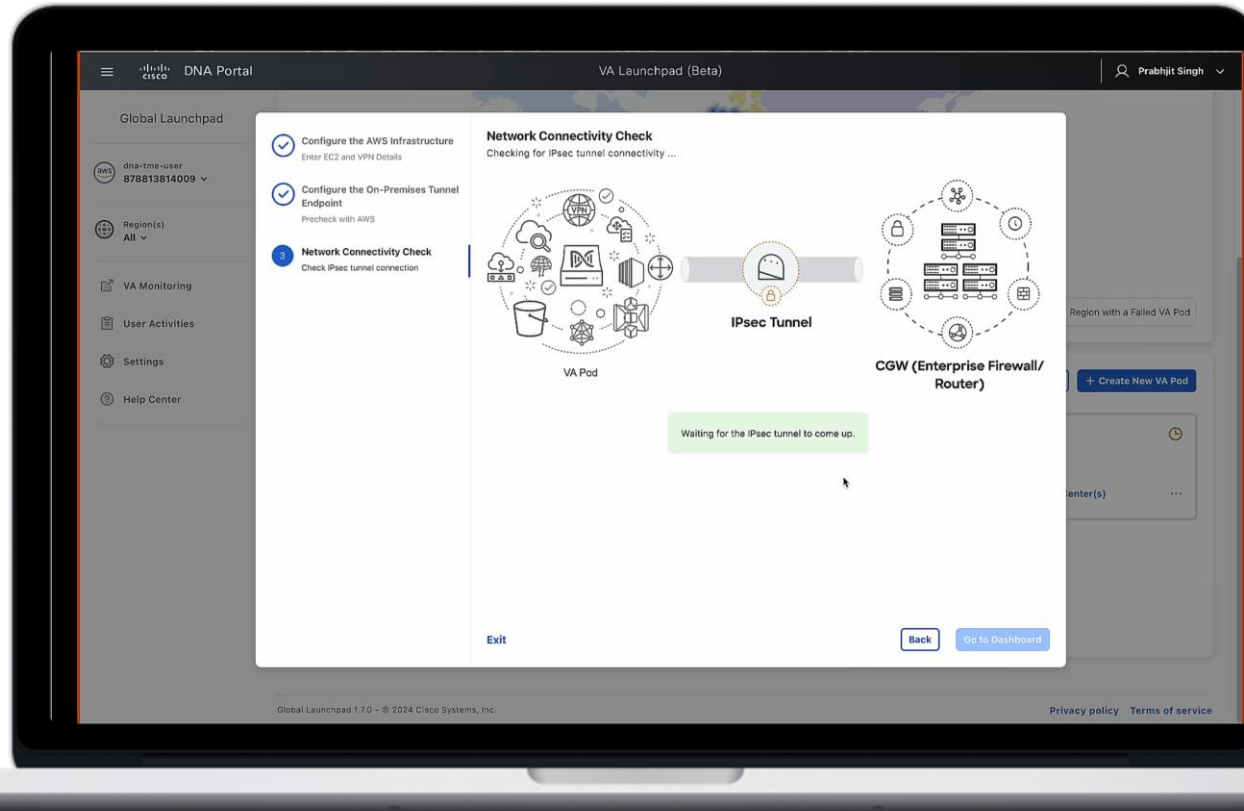 cisco
DNA Portal
VA Launchpad (Beta)
Prabhjit Singh
Global Launchpad
aws
dna-tme-user
878813814009
Region(s)
All
VA Monitoring
User Activities
Settings
Help Center
Configure the AWS Infrastructure
Enter EC2 and VPN Details
Configure the On-Premises Tunnel
Endpoint
Precheck with AWS
3
Network Connectivity Check
Check IPsec tunnel connection
Network Connectivity Check
Checking for IPsec tunnel connectivity ...
VPN
VA Pod
IPsec Tunnel
CGW (Enterprise Firewall/
Router)
Waiting for the IPsec tunnel to come up.
Exit
Back
Go to Dashboard
Region with a Failed VA Pod
+ Create New VA Pod
enter(s)
...
Global Launchpad 1.7.0 - © 2024 Cisco Systems, Inc.
Privacy policy
Terms of service